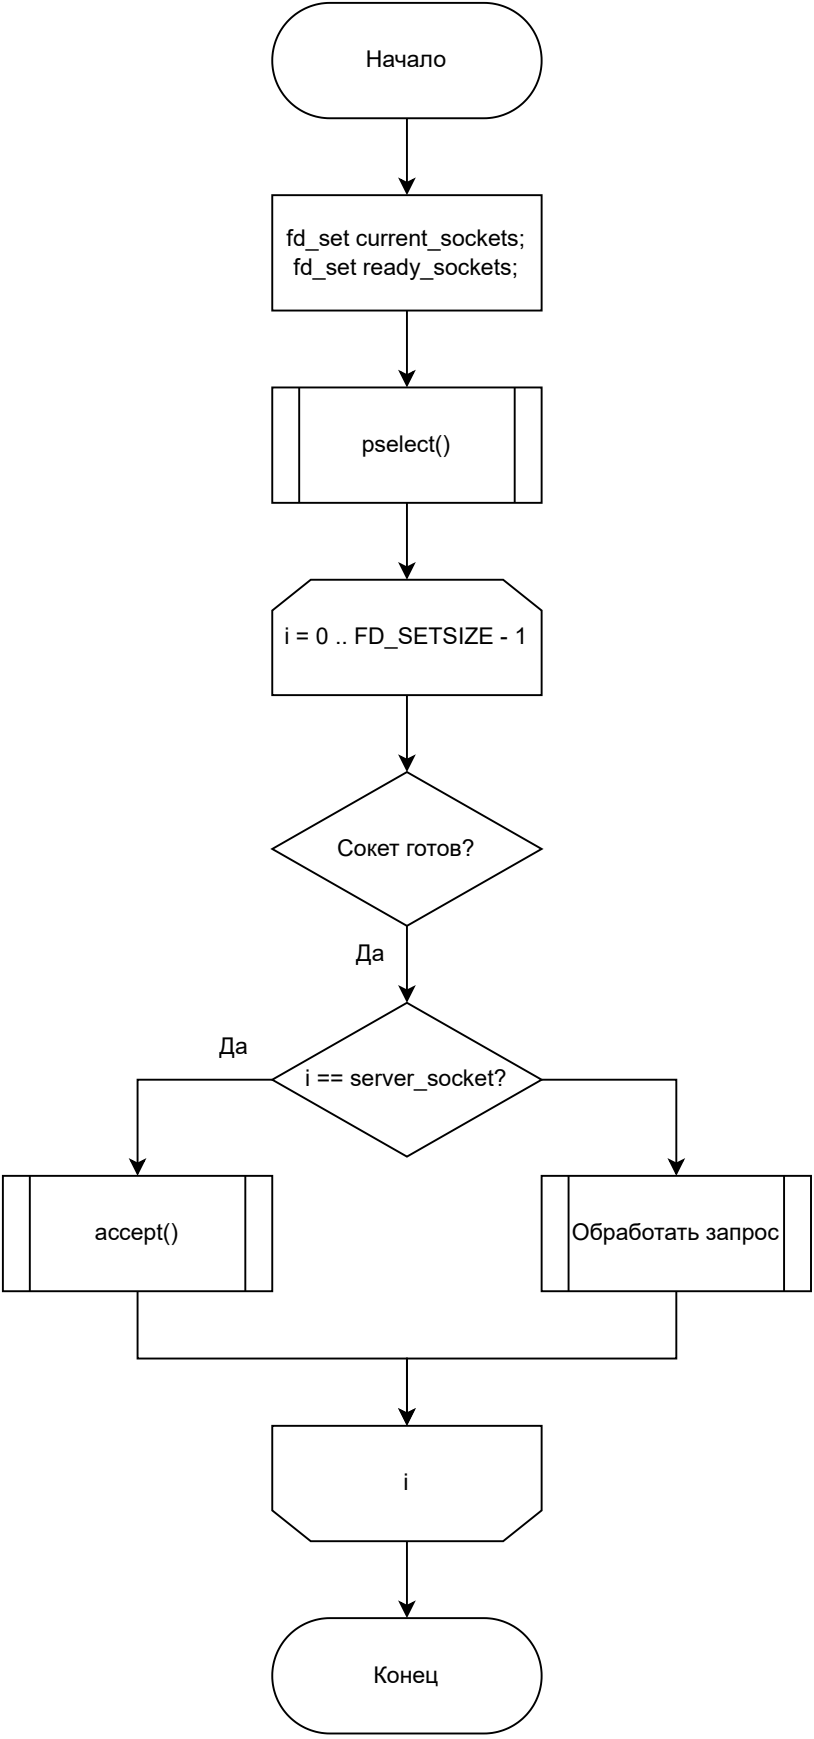 Начало
fd_set current_sockets;
fd_set ready_sockets;
pselect()
i = 0 .. FD_SETSIZE - 1
Сокет готов?
Да
Да
i == server_socket?
accept()
Обработать запрос
i
Конец